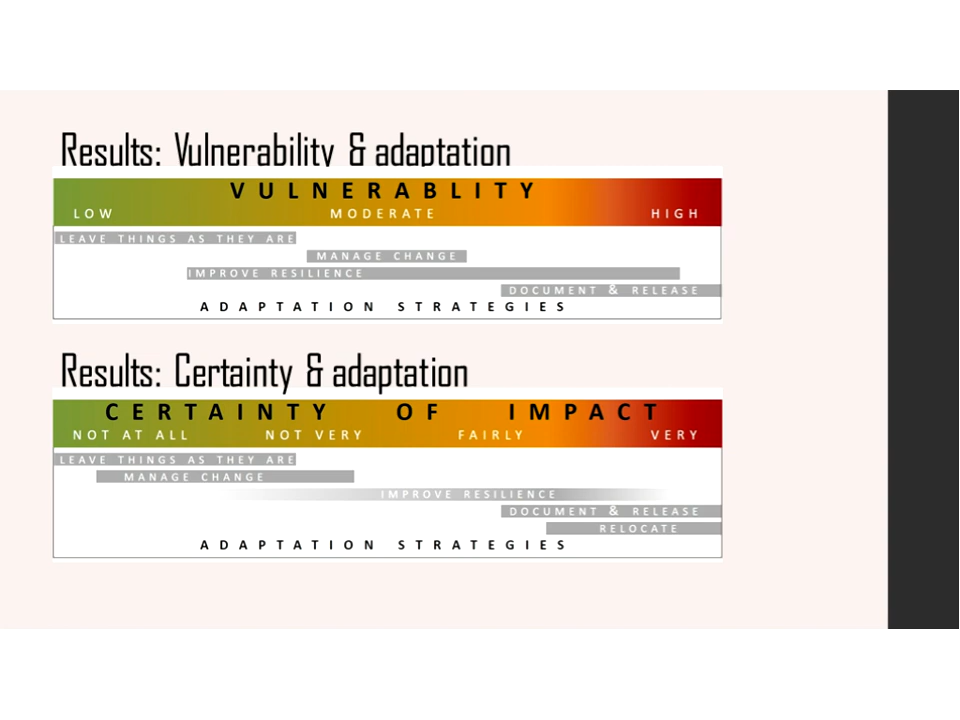 Results: Vulnerability & adaptation
VULNERABLITY
LOW MODERATE HIGH
LEAVE THINGS AS THEY ARE
MANAGE CHANGE
IMPROVE RESILIENCE
DOCUMENT & RELEASE
ADAPTATION STRATEGIES
Results: Certainty & adaptation
CERTAINTY OF IMPACT
NOT AT ALL NOT VERY FAIRLY VERY
LEAVE THINGS AS THEY ARE
MANAGE CHANGE
IMPROVE RESILIENCE
DOCUMENT & RELEASE
RELOCATE
ADAPTATION STRATEGIES